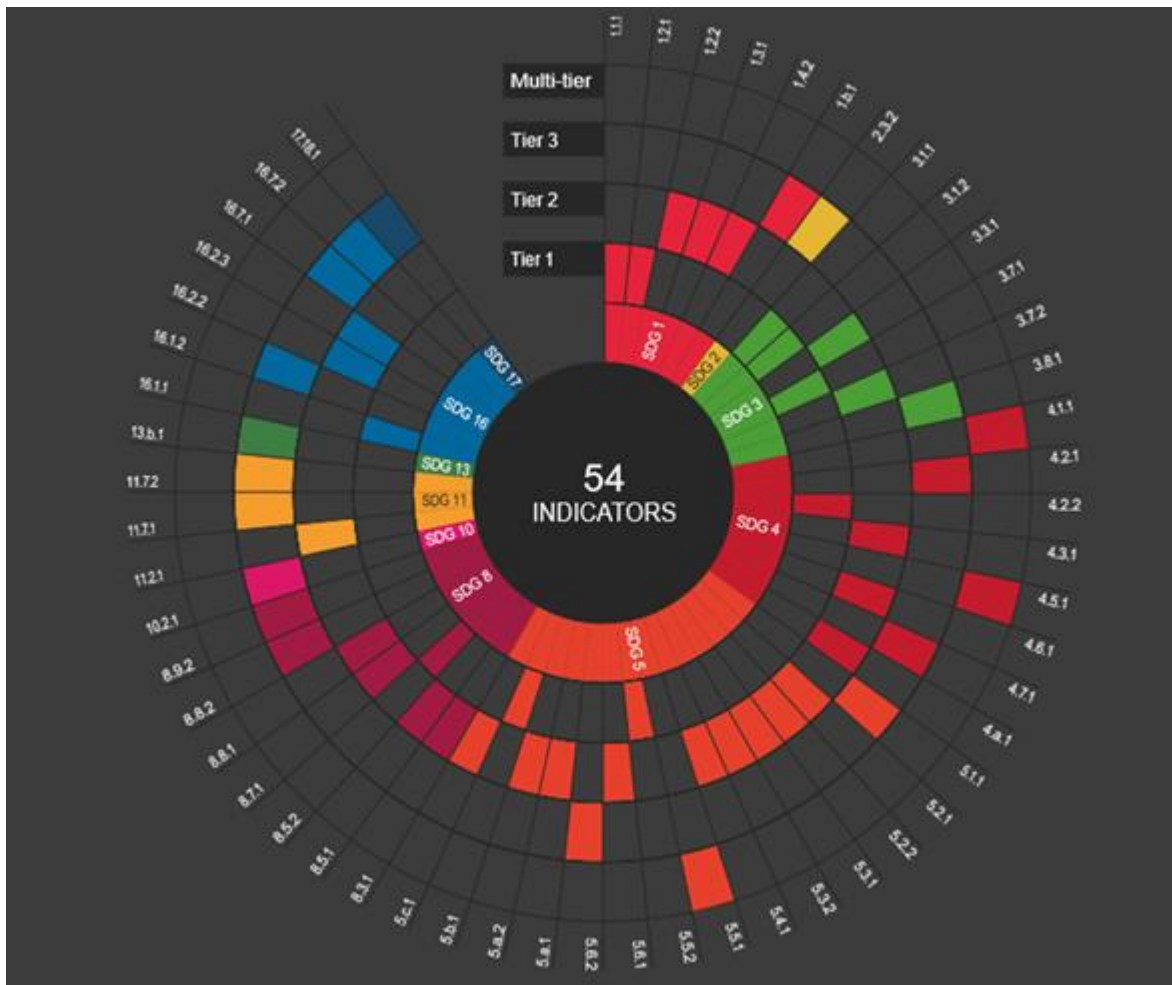 Multi-tier
Tier 3
Tier 2
Tier 1
1.1.1
1.2.1
1.2.2
1.3.1
1.4.2
1.b.1
2.3.2
3.1.1
3.1.2
3.3.1
3.7.1
3.7.2
3.8.1
4.1.1
4.2.1
4.2.2
4.3.1
4.5.1
4.6.1
4.7.1
4.a.1
5.1.1
5.2.1
5.2.2
5.3.1
5.3.2
5.4.1
5.5.1
5.5.2
5.6.1
5.6.2
5.a.1
5.a.2
5.b.1
5.c.1
8.3.1
8.5.1
8.5.2
8.7.1
8.8.1
8.8.2
8.9.2
10.2.1
11.2.1
11.7.1
11.7.2
13.b.1
16.1.1
16.1.2
16.2.2
16.2.3
16.7.1
16.7.2
17.18.1
SDG 1
SDG 2
SDG 3
SDG 4
SDG 5
SDG 8
SDG 10
SDG 11
SDG 13
SDG 16
SDG 17
54
INDICATORS